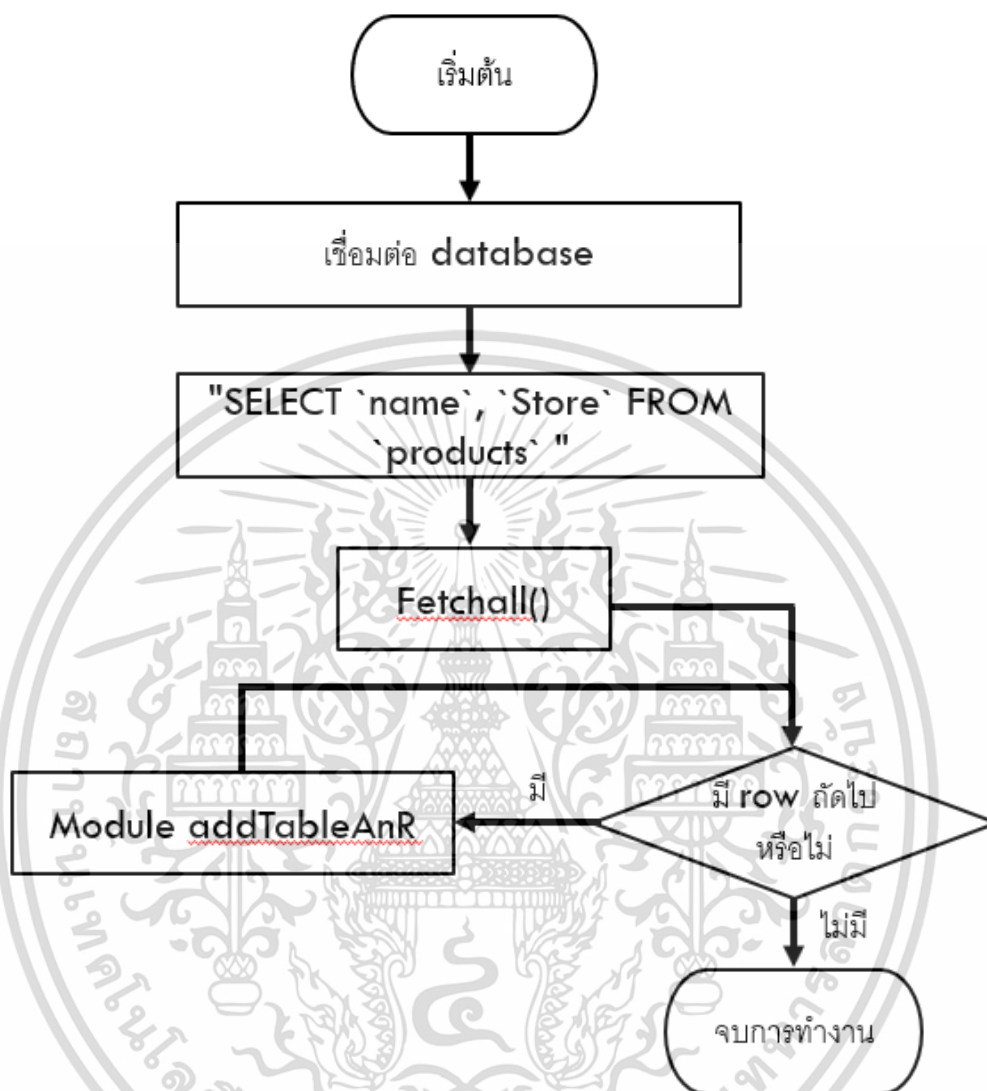 เริ่มต้น
เชื่อมต่อ database
"SELECT `name`, `Store` FROM
`products` "
Fetchall()
Module addTableAnR
มี
มี row ถัดไป
หรือไม่
ไม่มี
จบการทำงาน